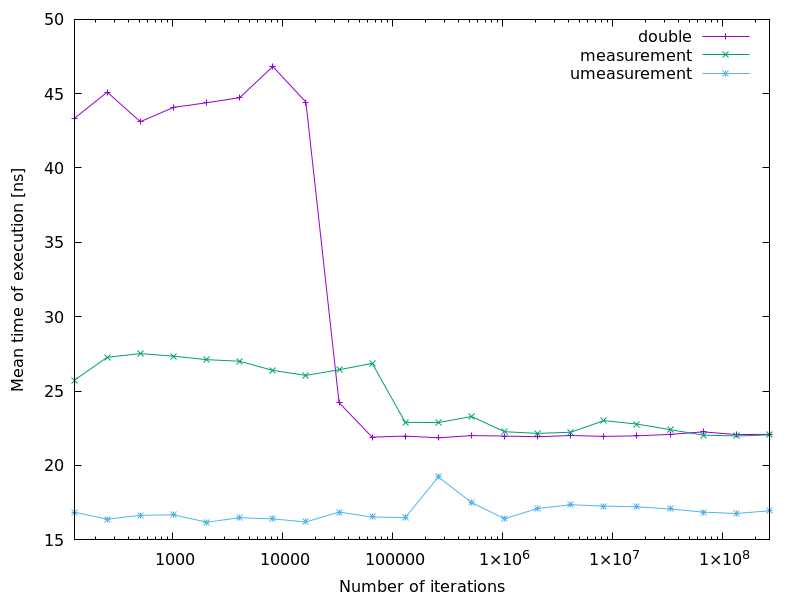 50
45
40
35
30
25
20
15
Mean time of execution [ns]
double
measurement
umeasurement
1000
10000
100000
1×10⁶
1×10⁷
1×10⁸
Number of iterations